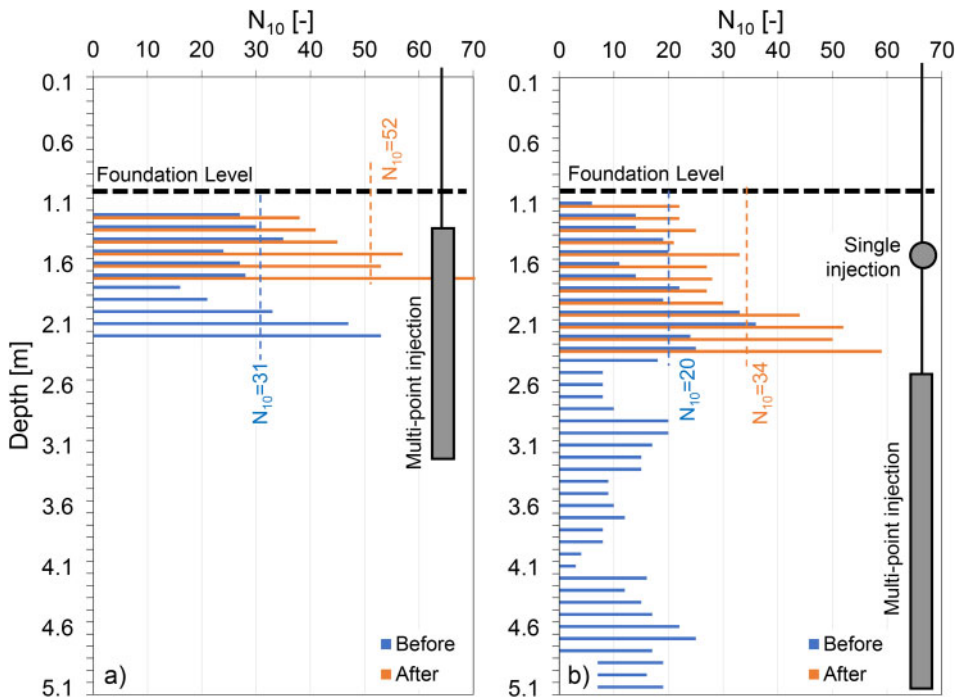 N10 [-]
0 10 20 30 40 50 60 70
0.1
0.6
1.1
1.6
2.1
2.6
3.1
3.6
4.1
4.6
5.1
Depth [m]
Foundation Level
N10=52
N10=31
Multi-point injection
Before
After
a)
N10 [-]
0 10 20 30 40 50 60 70
0.1
0.6
1.1
1.6
2.1
2.6
3.1
3.6
4.1
4.6
5.1
Foundation Level
Single
injection
N10=20
N10=34
Multi-point injection
Before
After
b)